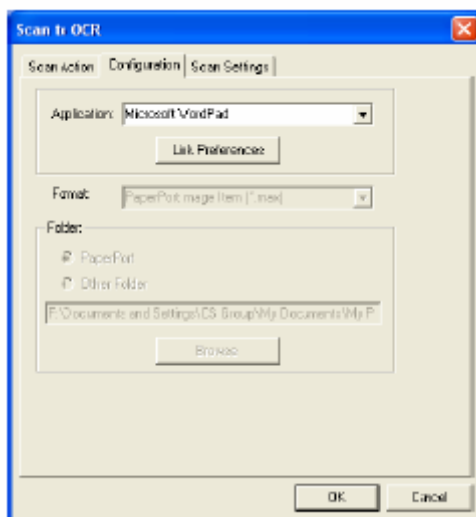 Scan to OCR
Scan Action Configuration Scan Settings
Application: Microsoft WordPad
Link Preferences
Format: PaperPort Image Item (*.max)
Folder:
PaperPort
Other Folder
F:\Documents and Settings\CS Group\My Documents\My P
Browse
OK Cancel